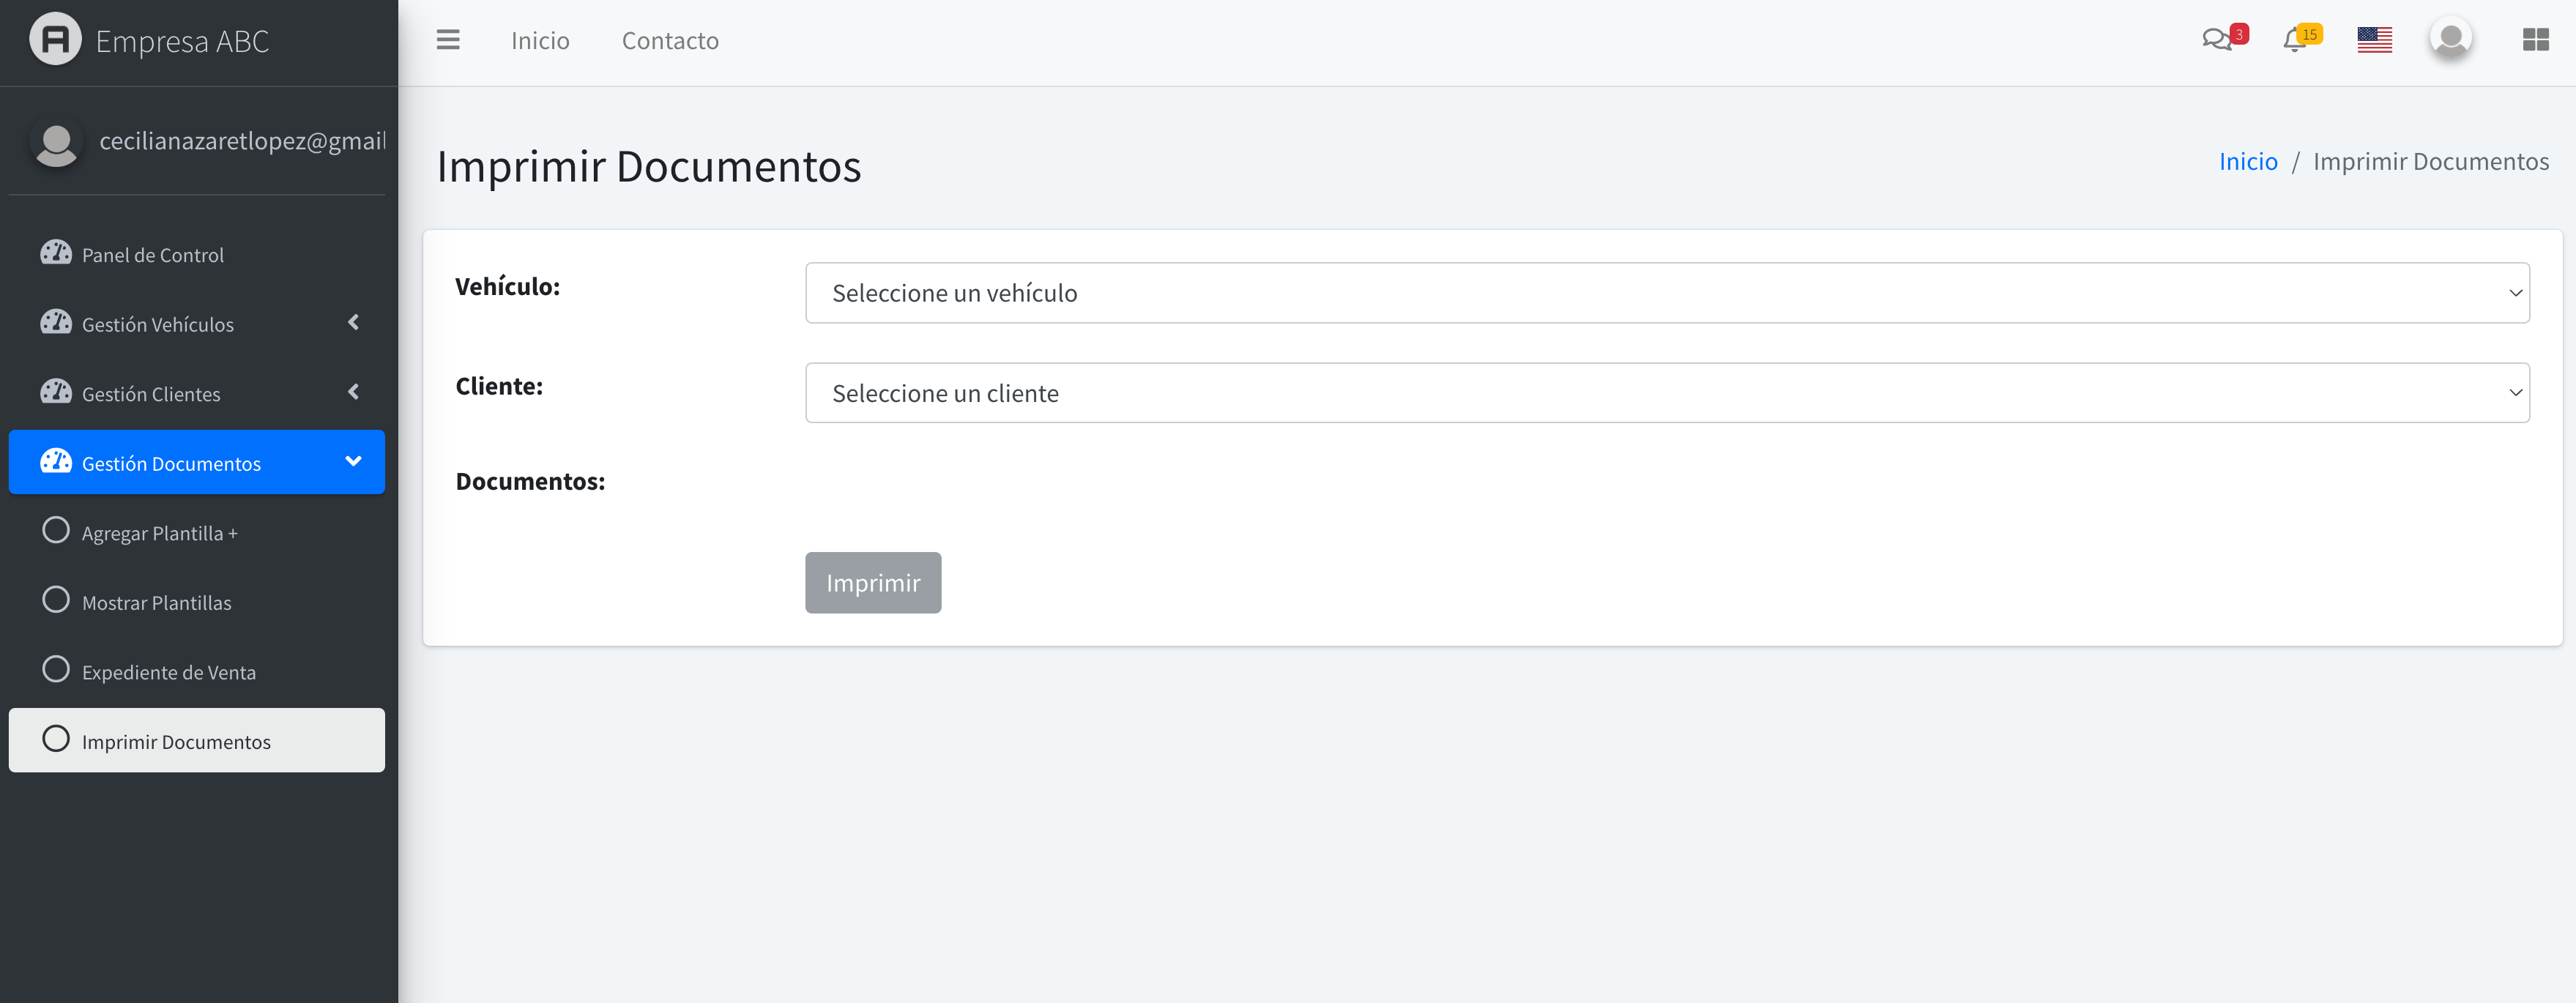 Empresa ABC
Inicio
Contacto
3
15
cecilianazaretlopez@gmail
Imprimir Documentos
Inicio / Imprimir Documentos
Panel de Control
Gestión Vehículos
Gestión Clientes
Gestión Documentos
Agregar Plantilla +
Mostrar Plantillas
Expediente de Venta
Imprimir Documentos
Vehículo:
Seleccione un vehículo
Cliente:
Seleccione un cliente
Documentos:
Imprimir